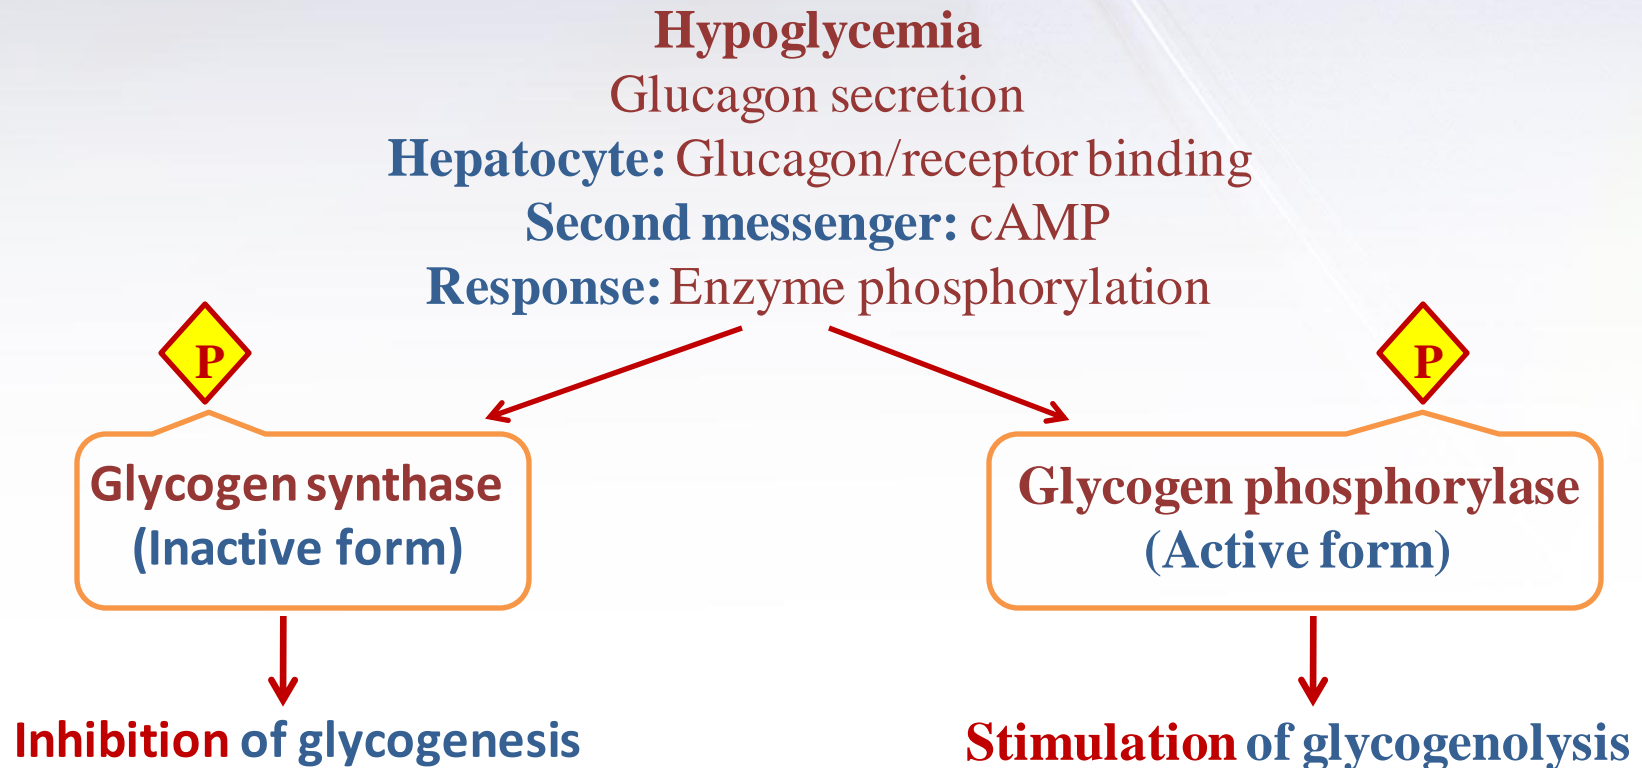 Hypoglycemia
Glucagon secretion
Hepatocyte: Glucagon/receptor binding
Second messenger: cAMP
Response: Enzyme phosphorylation
P
P
Glycogen synthase
(Inactive form)
Glycogen phosphorylase
(Active form)
Inhibition of glycogenesis
Stimulation of glycogenolysis